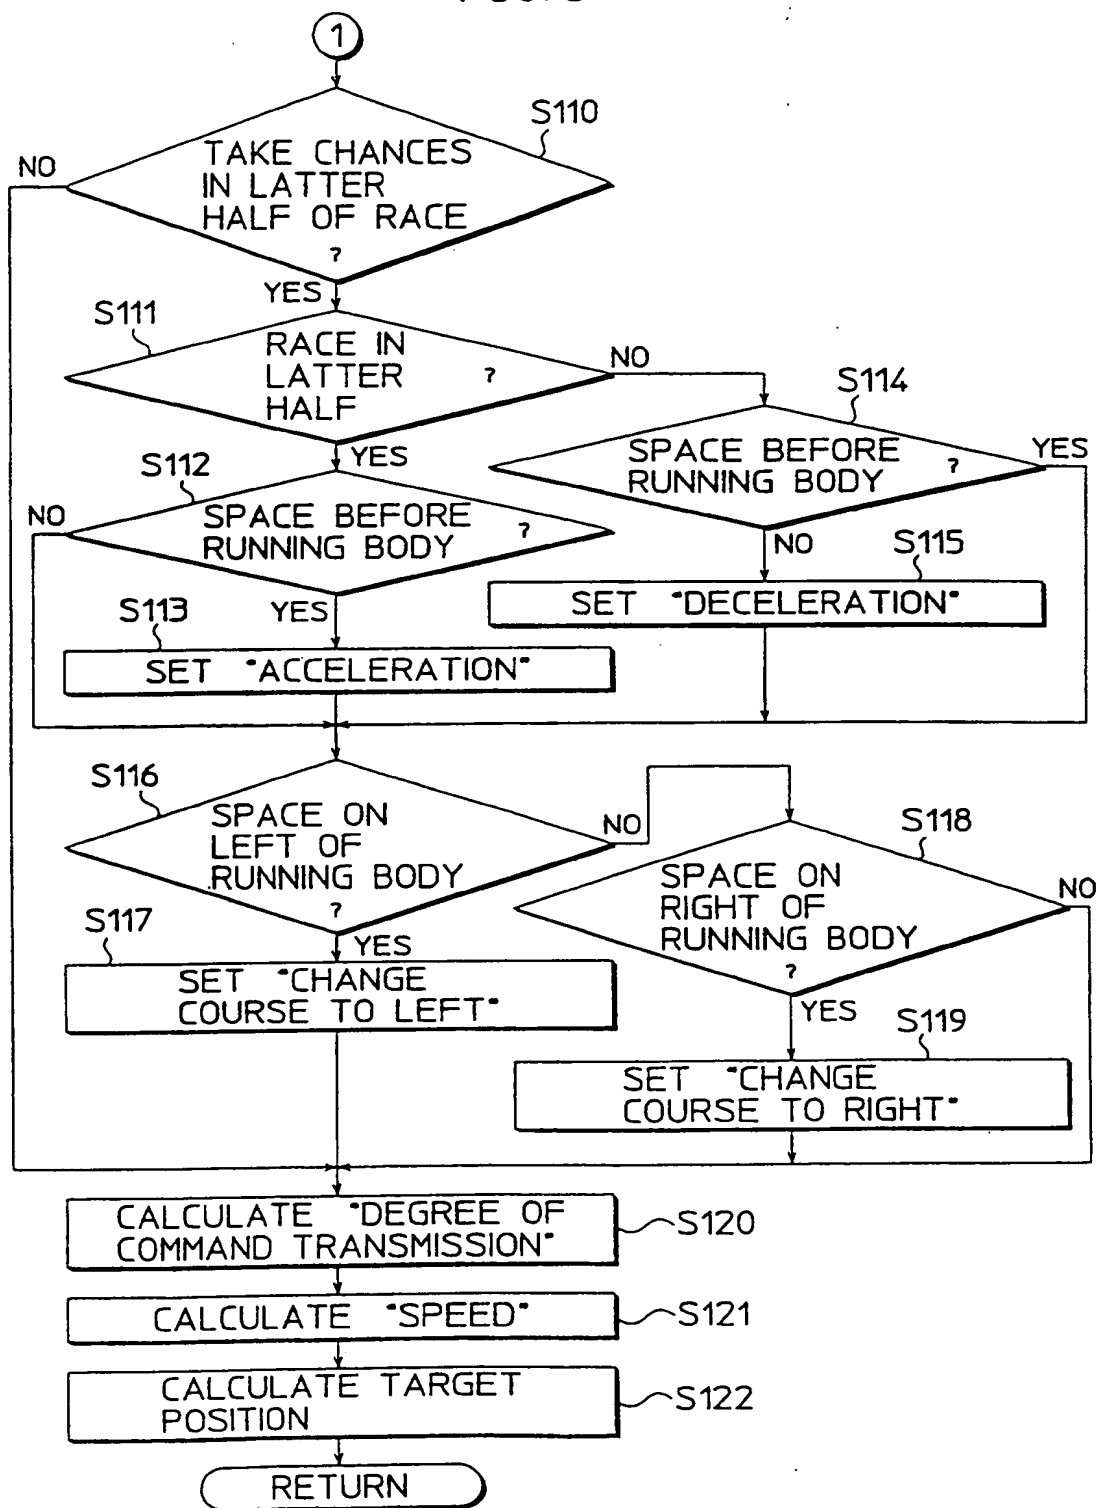 1
S110
NO
TAKE CHANCES
IN LATTER
HALF OF RACE
?
YES
S111
RACE IN
LATTER
HALF
?
NO
S114
YES
SPACE BEFORE
RUNNING BODY
?
YES
S112
NO
SPACE BEFORE
RUNNING BODY
?
NO
S115
SET "DECELERATION"
YES
S113
SET "ACCELERATION"
S116
SPACE ON
LEFT OF
RUNNING BODY
?
NO
S118
SPACE ON
RIGHT OF
RUNNING BODY
?
NO
YES
S117
SET "CHANGE
COURSE TO LEFT"
YES
S119
SET "CHANGE
COURSE TO RIGHT"
CALCULATE "DEGREE OF
COMMAND TRANSMISSION"
S120
CALCULATE "SPEED"
S121
CALCULATE TARGET
POSITION
S122
RETURN